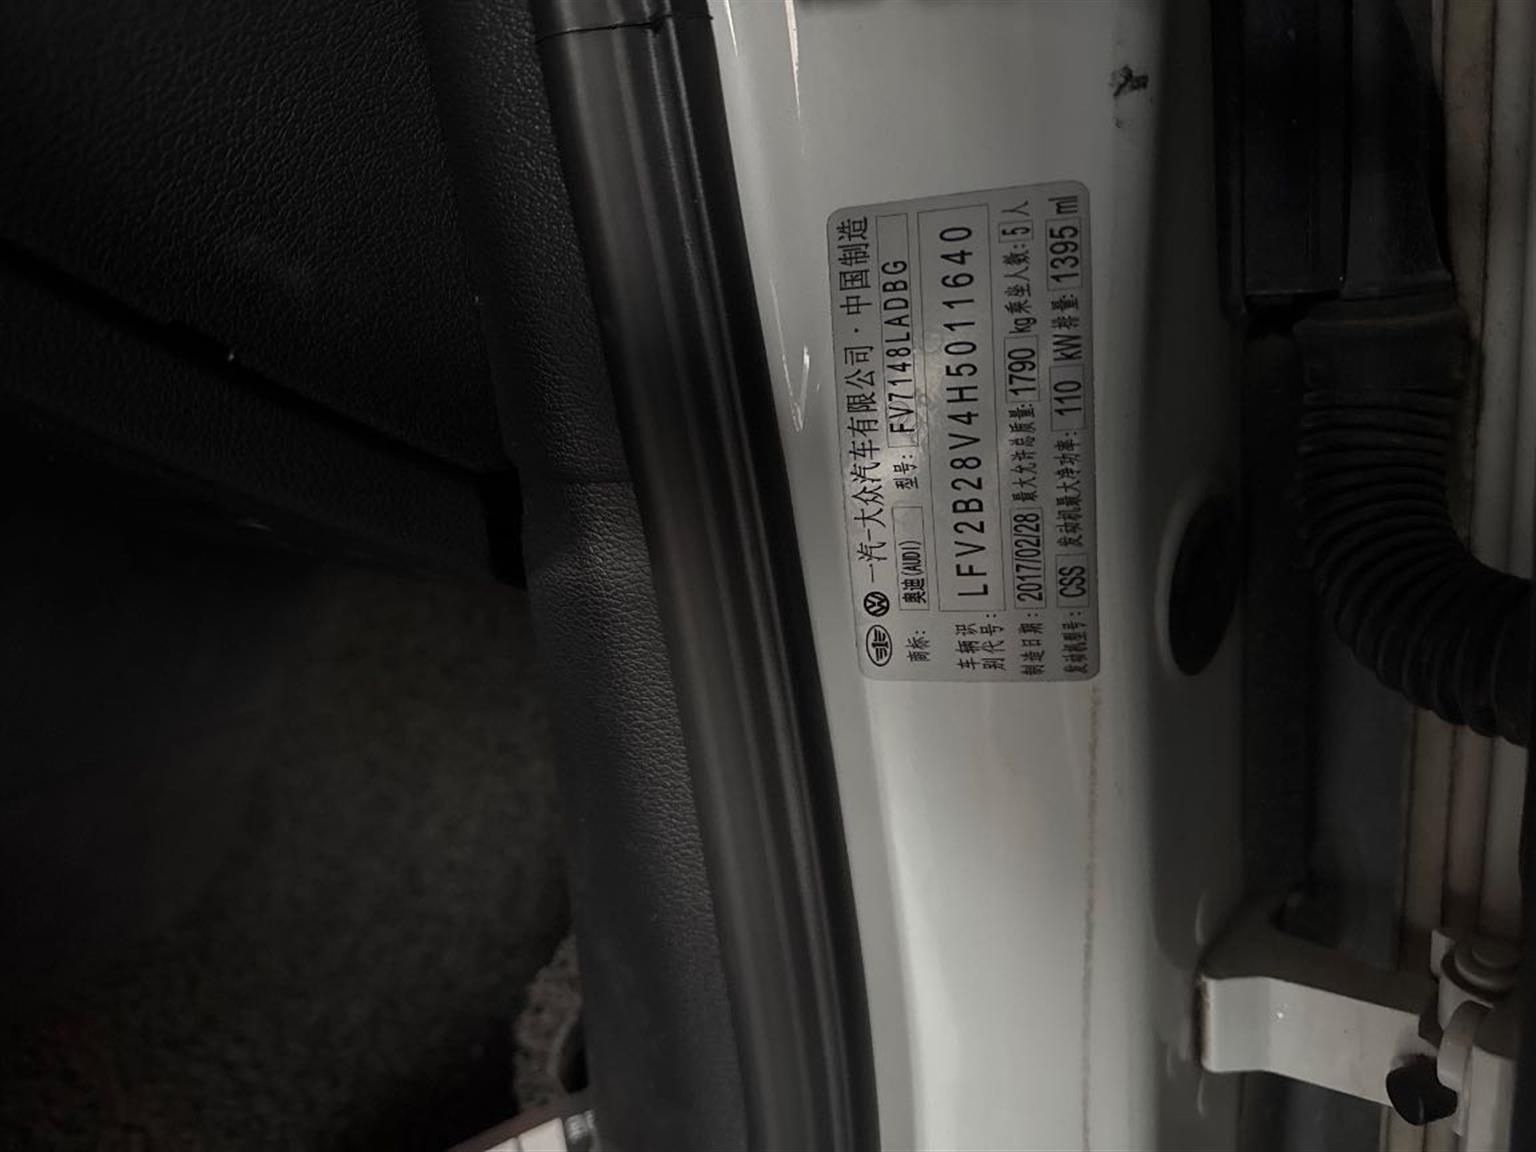 一汽-大众汽车有限公司·中国制造
商标: 奥迪(AUDI) 型号: FV7148LADBG
车辆识别代号: LFV2B28V4H5011640
制造日期: 2017/02/28 最大允许总质量: 1790 kg 乘坐人数: 5 人
发动机型号: CSS 发动机最大净功率: 110 kW 排量: 1395 ml